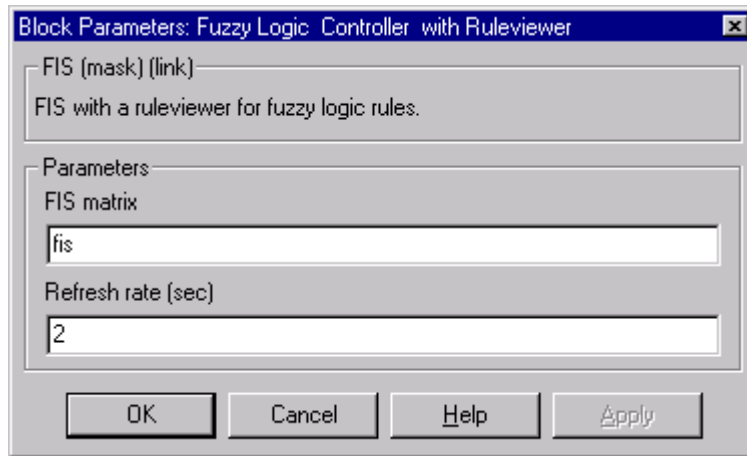 Block Parameters: Fuzzy Logic Controller with Ruleviewer
FIS (mask) (link)
FIS with a ruleviewer for fuzzy logic rules.
Parameters
FIS matrix
fis
Refresh rate (sec)
2
OK Cancel Help Apply